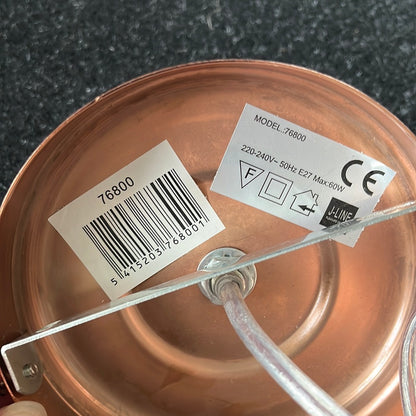 76800
5 415203 768001
MODEL.:76800
220-240V~ 50Hz E27 Max:60W
F
CE
J-LINE